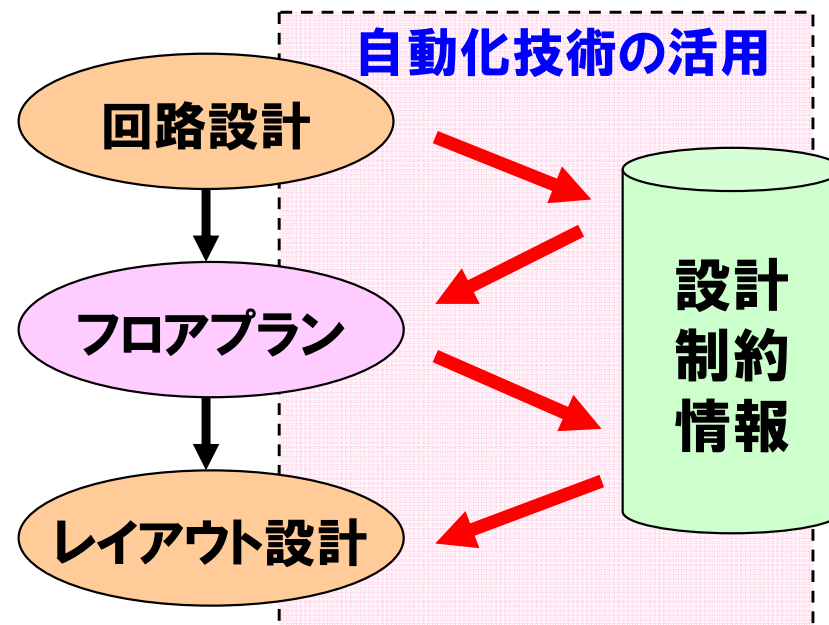 自動化技術の活用
回路設計
フロアプラン
レイアウト設計
設計
制約
情報